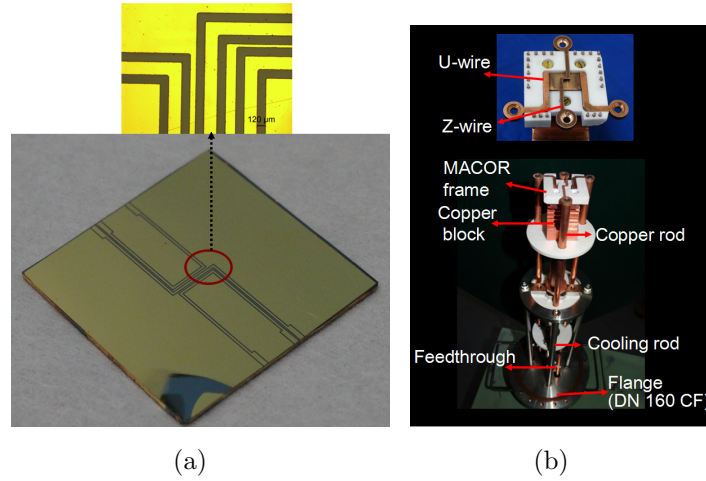 120 µm
U-wire
Z-wire
MACOR
frame
Copper
block
Copper rod
Cooling rod
Feedthrough
Flange
(DN 160 CF)
(a)
(b)